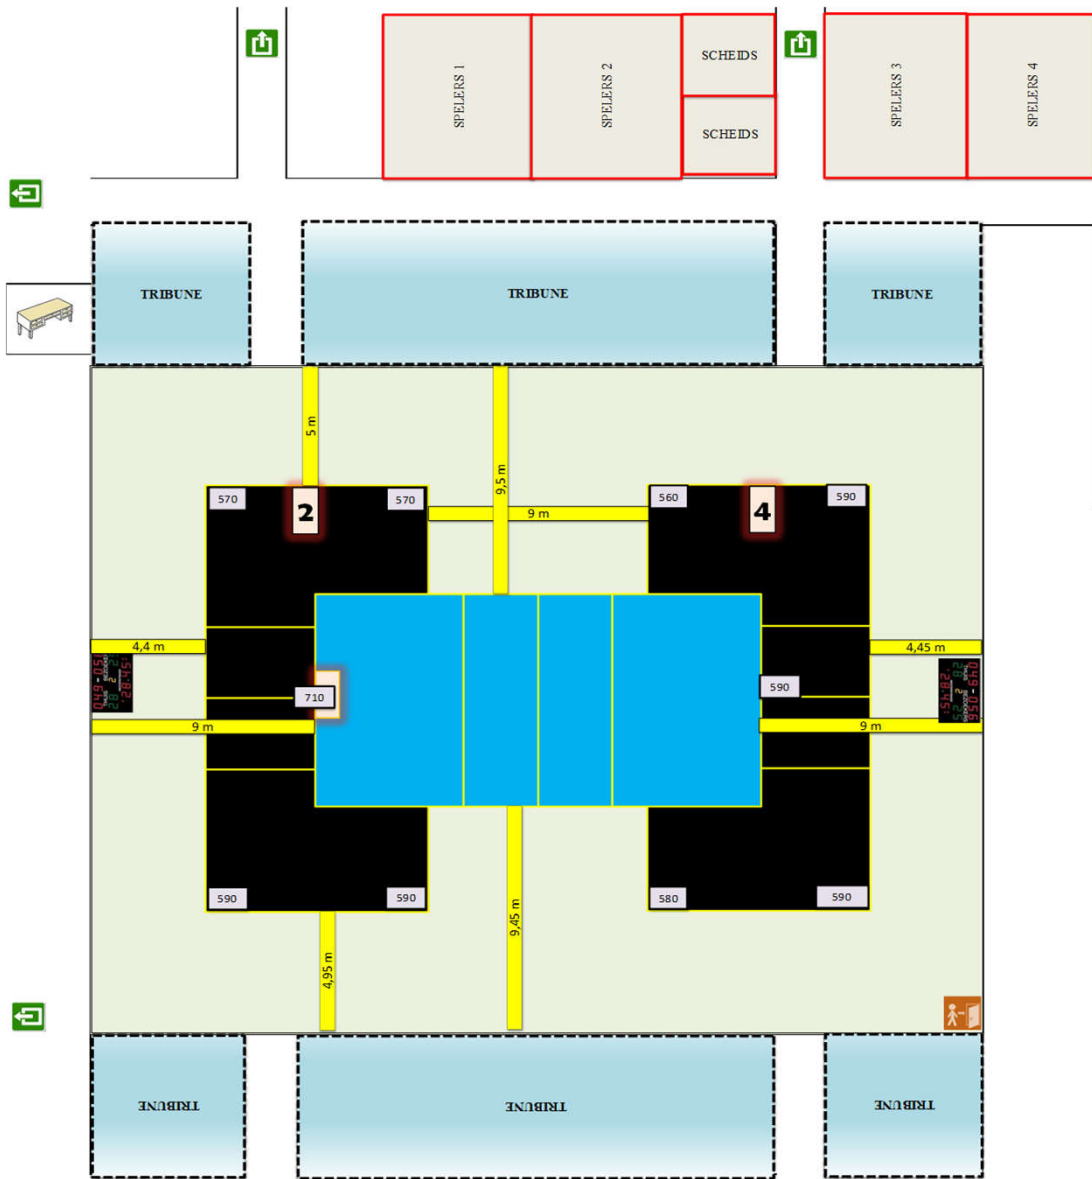 SPELERS 1
SPELERS 2
SCHEIDS
SCHEIDS
SPELERS 3
SPELERS 4
TRIBUNE
TRIBUNE
TRIBUNE
5 m
9,5 m
570
2
570
9 m
560
4
590
4,4 m
4,45 m
710
590
9 m
9 m
590
590
580
590
4,95 m
9,45 m
TRIBUNE
TRIBUNE
TRIBUNE